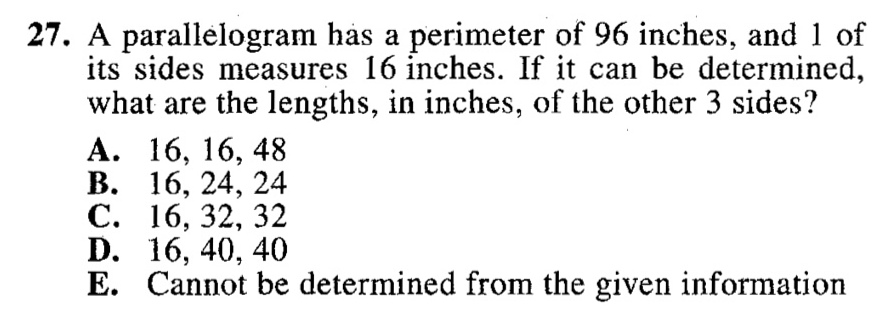 27. A parallelogram has a perimeter of 96 inches, and 1 of
its sides measures 16 inches. If it can be determined,
what are the lengths, in inches, of the other 3 sides?
A. 16, 16, 48
B. 16, 24, 24
C. 16, 32, 32
D. 16, 40, 40
E. Cannot be determined from the given information